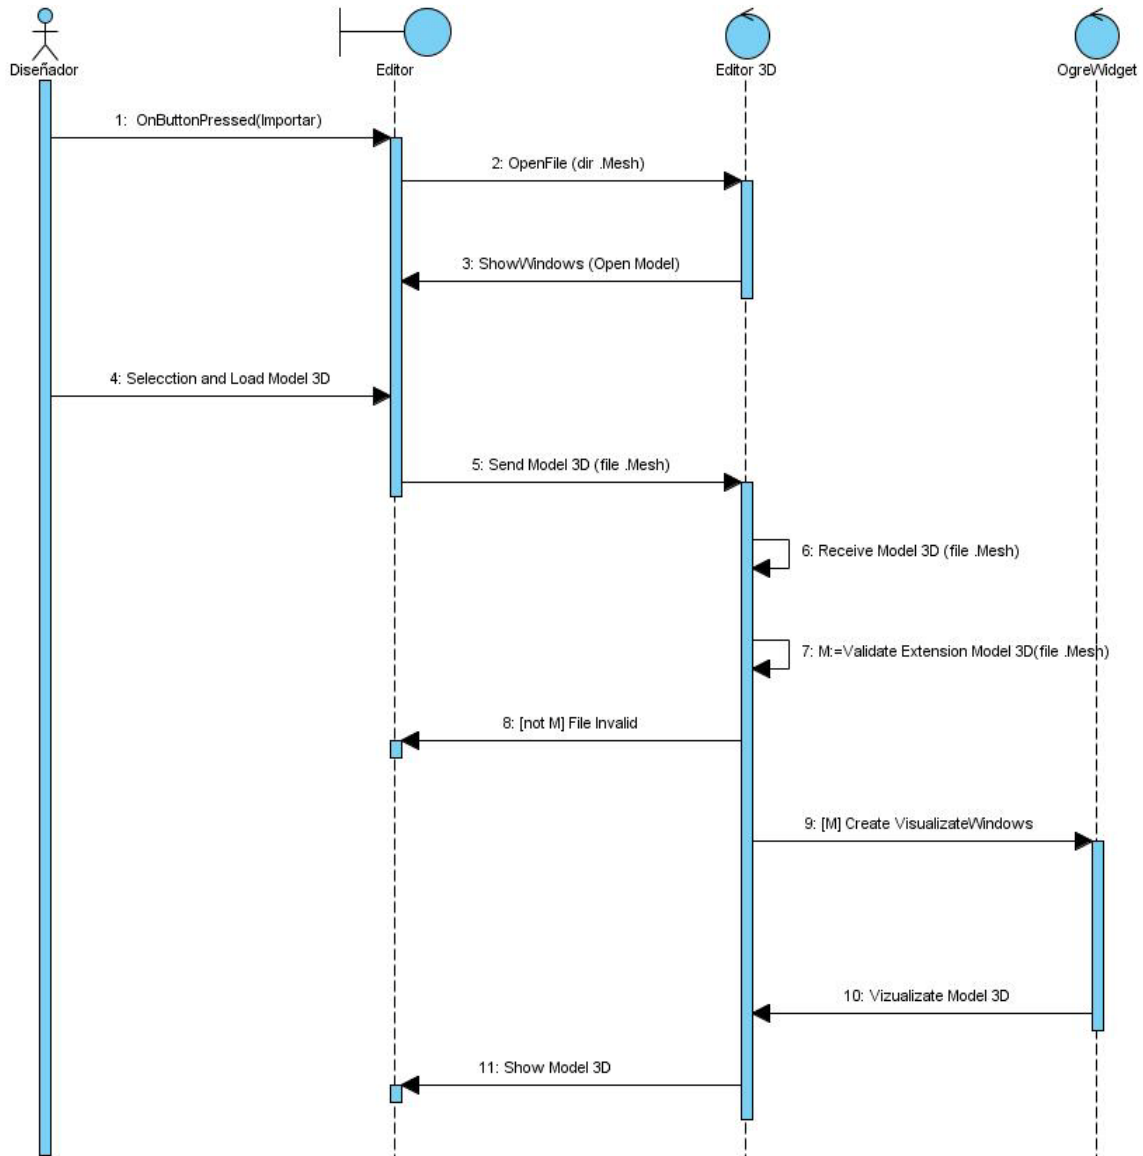 Diseñador
Editor
Editor 3D
OgreWidget
1: OnButtonPressed(Importar)
2: OpenFile (dir .Mesh)
3: ShowWindows (Open Model)
4: Selecction and Load Model 3D
5: Send Model 3D (file .Mesh)
6: Receive Model 3D (file .Mesh)
7: M:=Validate Extension Model 3D(file .Mesh)
8: [not M] File Invalid
9: [M] Create VisualizateWindows
10: Vizualizate Model 3D
11: Show Model 3D